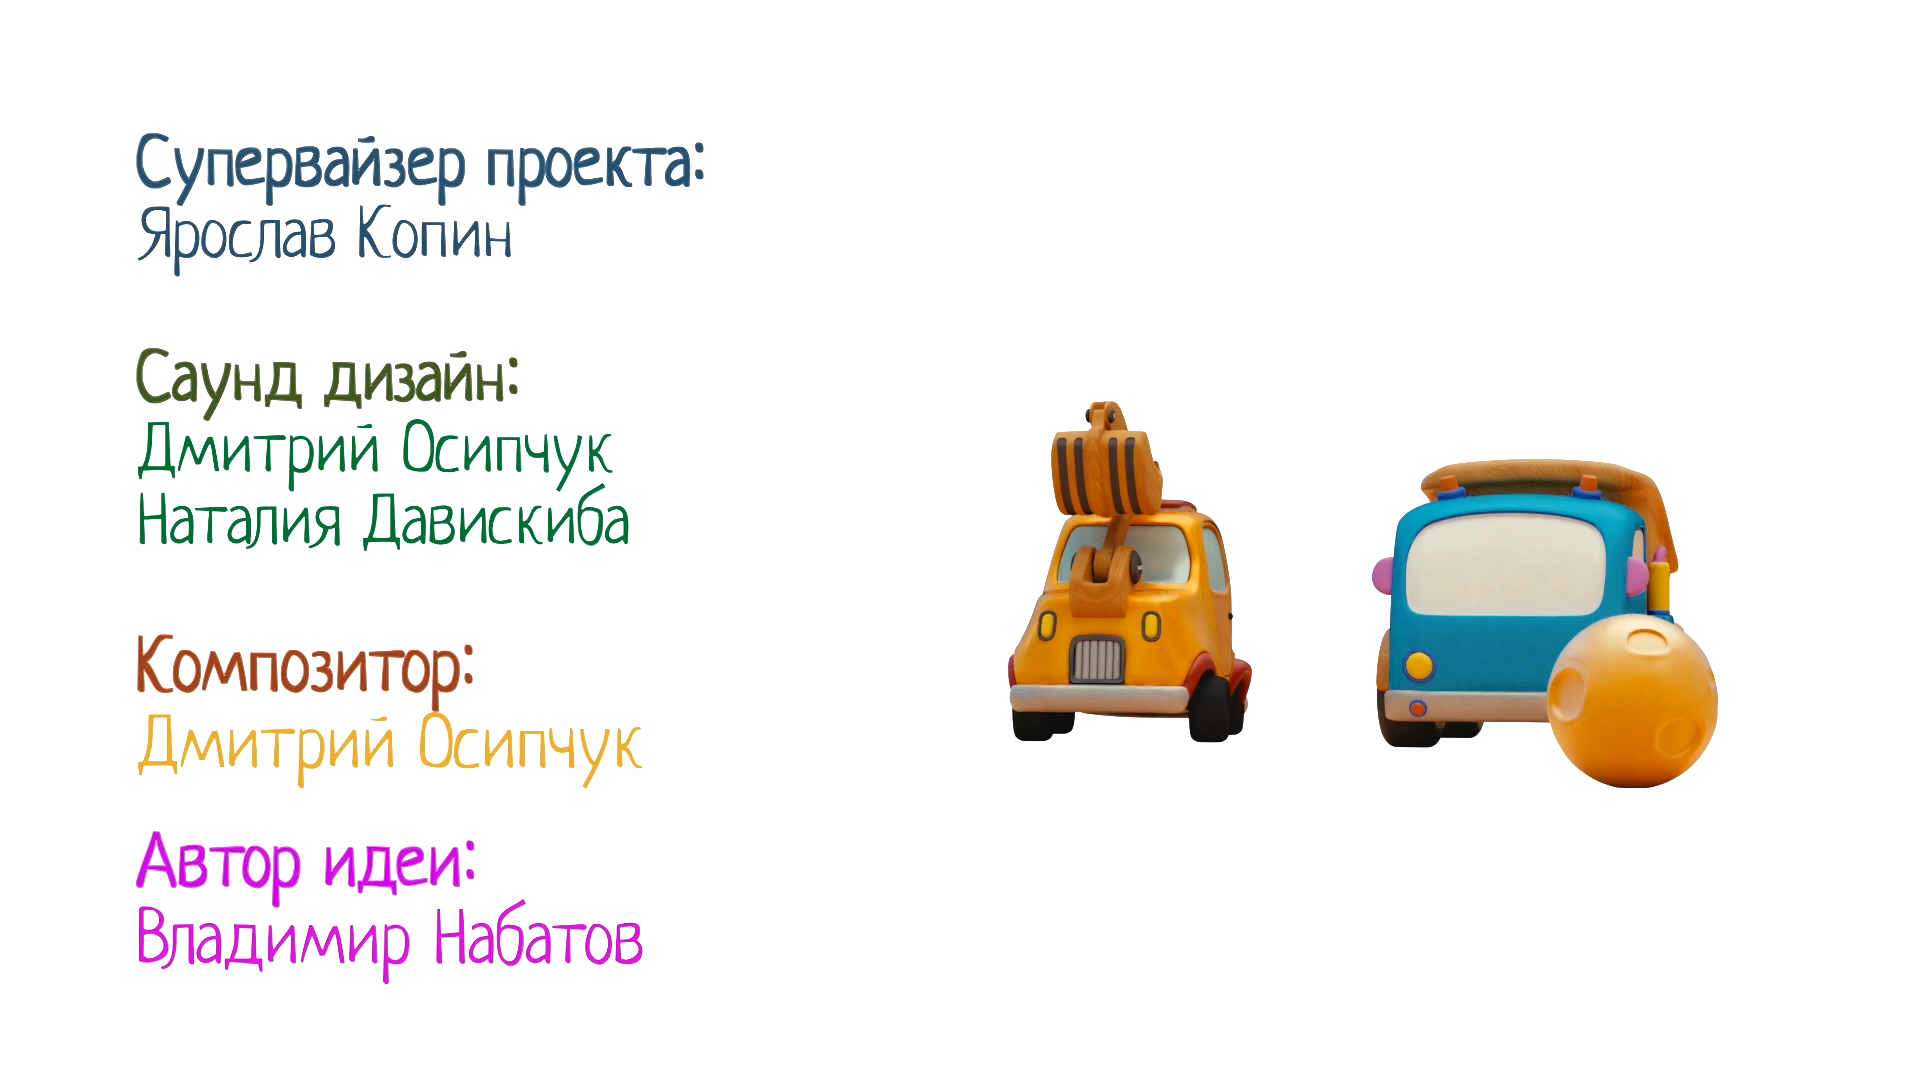 Супервайзер проекта:
Ярослав Копин
Саунд дизайн:
Дмитрий Осипчук
Наталия Давискиба
Композитор:
Дмитрий Осипчук
Автор идеи:
Владимир Набатов